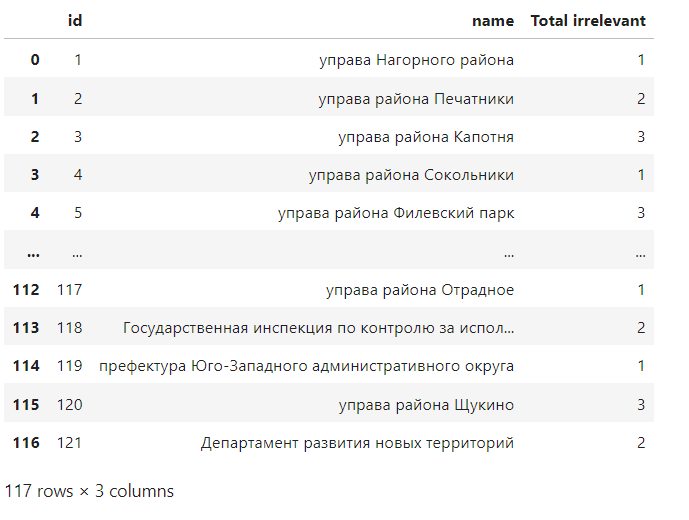 id name Total irrelevant
0 1 управа Нагорного района 1
1 2 управа района Печатники 2
2 3 управа района Капотня 3
3 4 управа района Сокольники 1
4 5 управа района Филевский парк 3
... ... ... ...
112 117 управа района Отрадное 1
113 118 Государственная инспекция по контролю за испол... 2
114 119 префектура Юго-Западного административного округа 1
115 120 управа района Щукино 3
116 121 Департамент развития новых территорий 2
117 rows × 3 columns